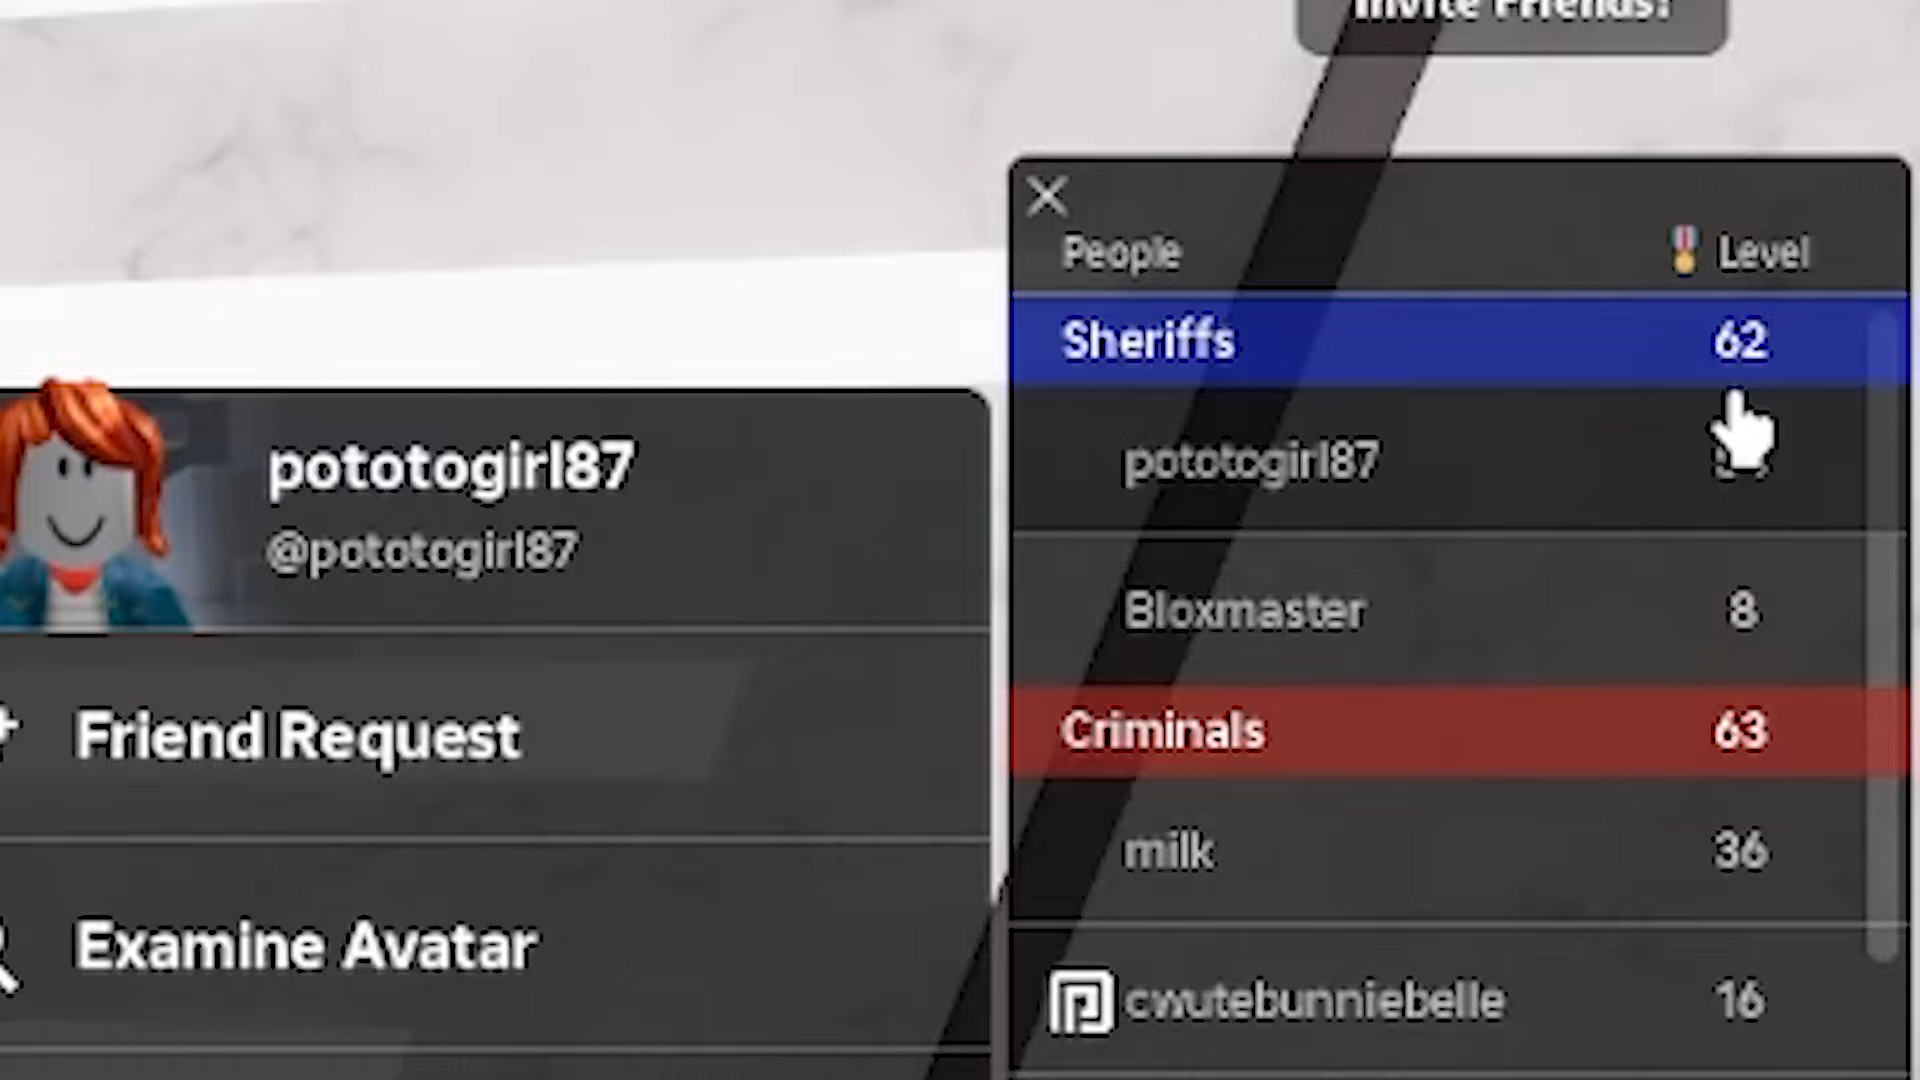 Invite Friends!
People
Level
Sheriffs 62
pototogirl87
Bloxmaster 8
Criminals 63
milk 36
cwutebunniebelle 16
pototogirl87
@pototogirl87
Friend Request
Examine Avatar